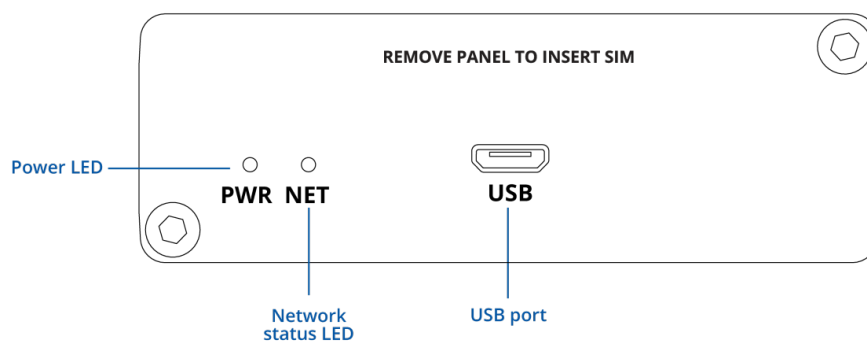 REMOVE PANEL TO INSERT SIM
Power LED
PWR NET
USB
Network
status LED
USB port